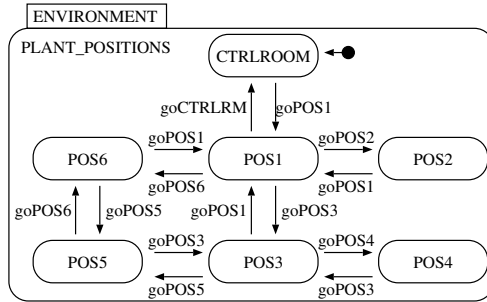 ENVIRONMENT
PLANT_POSITIONS
CTRLROOM
goCTRLRM goPOS1
goPOS1 goPOS2
POS6 POS1 POS2
goPOS6 goPOS1
goPOS6 goPOS5 goPOS1 goPOS3
goPOS3 goPOS4
POS5 POS3 POS4
goPOS5 goPOS3